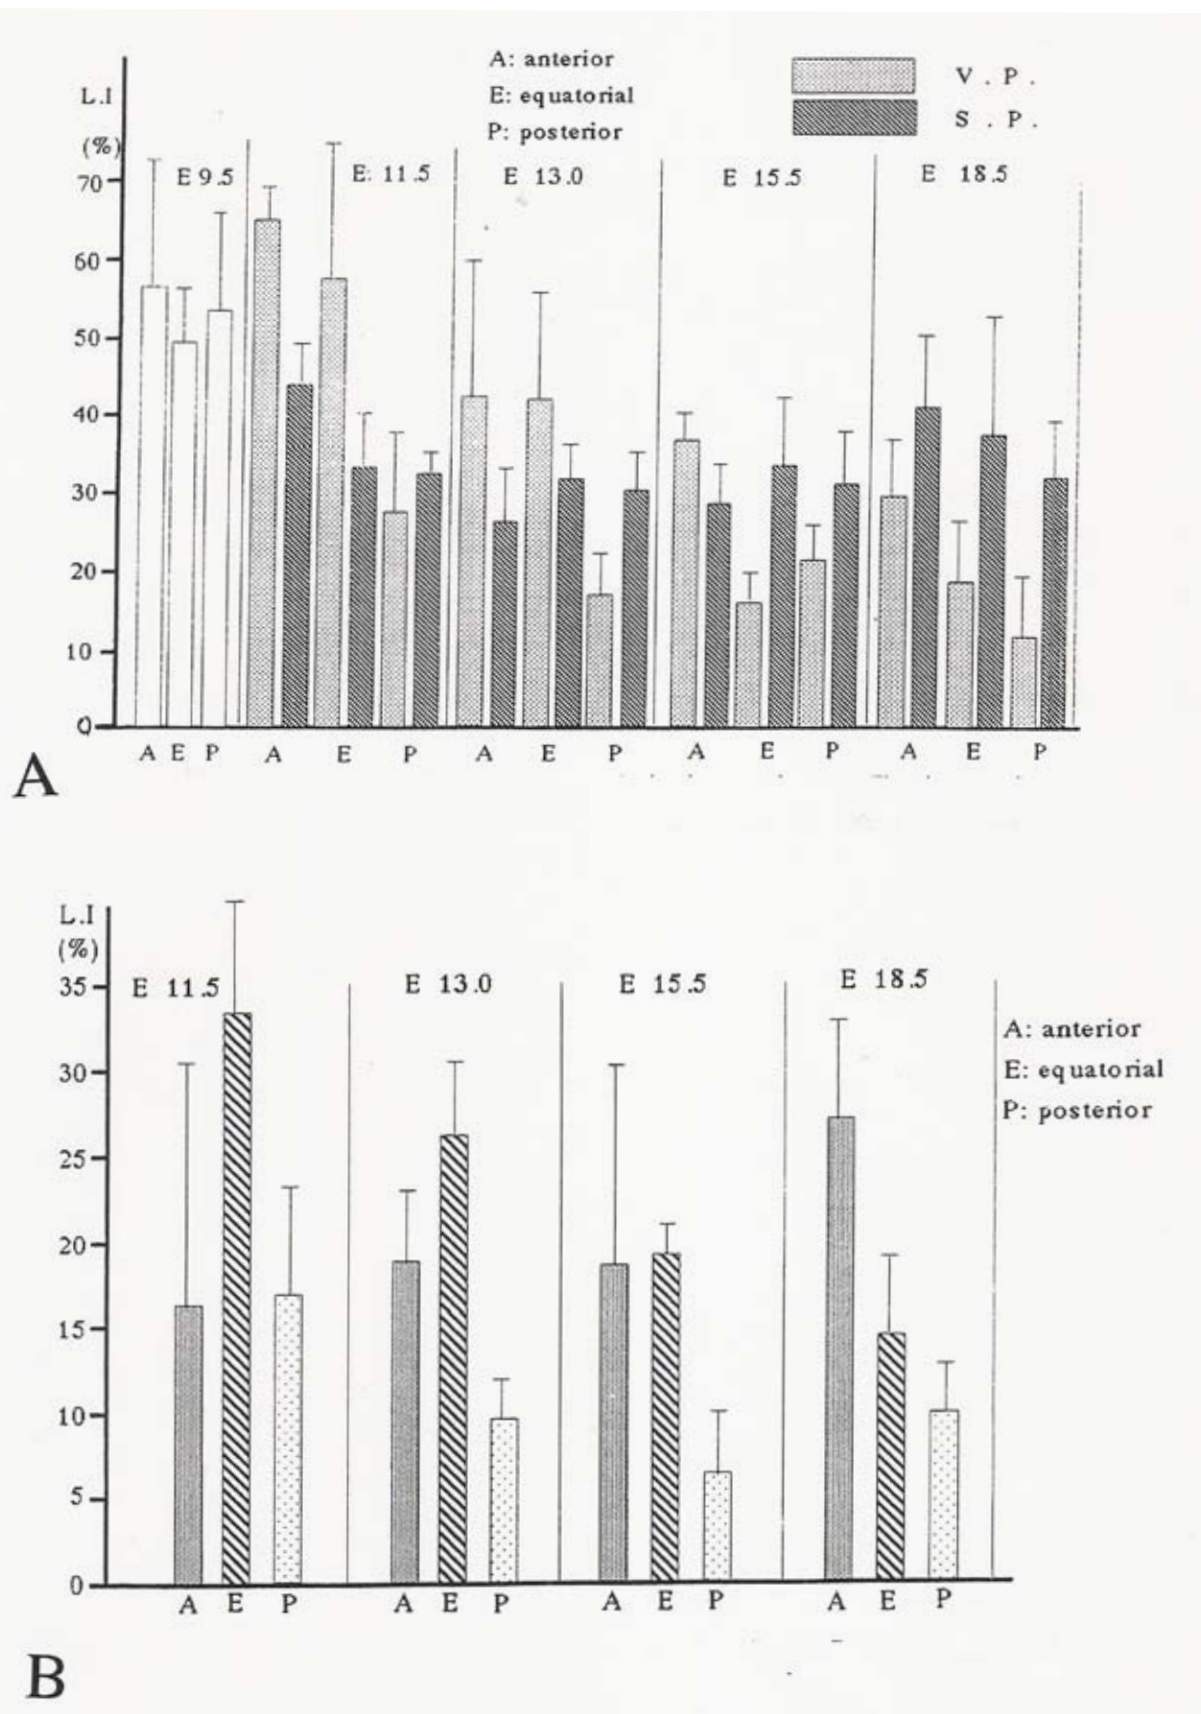 A: anterior
E: equatorial
P: posterior
V . P .
S . P .
L.I
(%)
E 9.5
E: 11.5
E 13.0
E 15.5
E 18.5
70
60
50
40
30
20
10
0
A E P A E P A E P A E P A E P
A
L.I
(%)
E 11.5
E 13.0
E 15.5
E 18.5
35
30
25
20
15
10
5
0
A: anterior
E: equatorial
P: posterior
A E P A E P A E P A E P
B